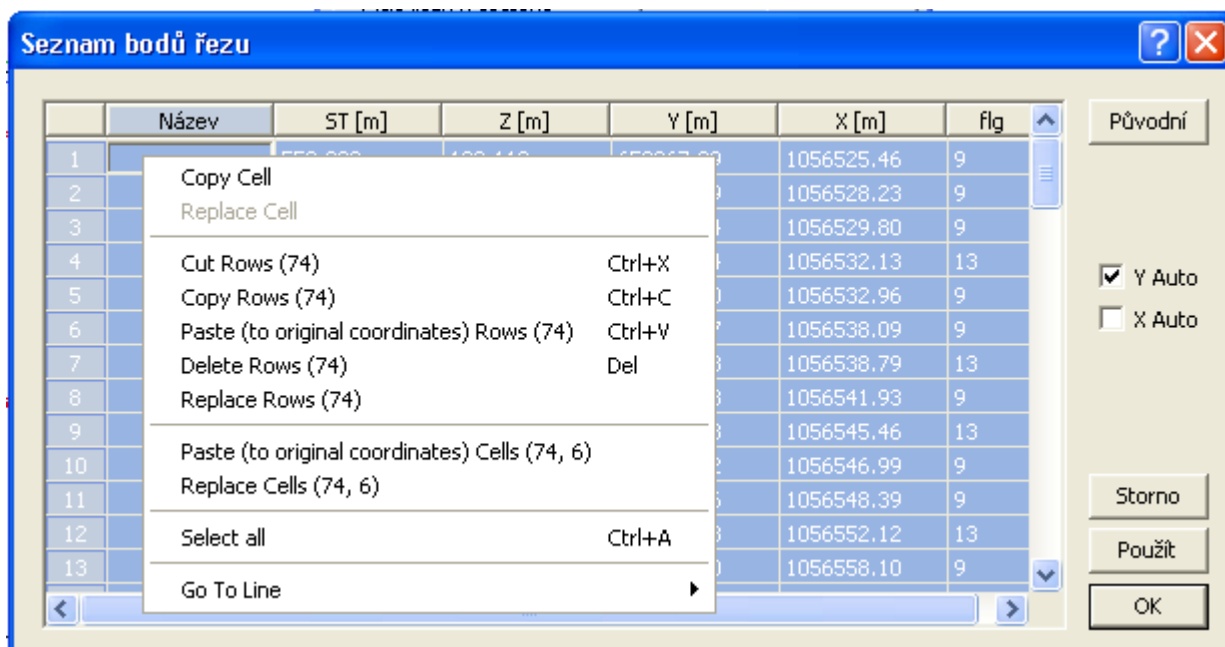 Seznam bodů řezu
Název ST [m] Z [m] Y [m] X [m] flg
Původní
1 1056525.46 9
2 1056528.23 9
3 1056529.80 9
4 1056532.13 13
5 1056532.96 9
6 1056538.09 9
7 1056538.79 13
8 1056541.93 9
9 1056545.46 13
10 1056546.99 9
11 1056548.39 9
12 1056552.12 13
13 1056558.10 9
Copy Cell
Replace Cell
Cut Rows (74) Ctrl+X
Copy Rows (74) Ctrl+C
Paste (to original coordinates) Rows (74) Ctrl+V
Delete Rows (74) Del
Replace Rows (74)
Paste (to original coordinates) Cells (74, 6)
Replace Cells (74, 6)
Select all Ctrl+A
Go To Line
Y Auto
X Auto
Storno
Použít
OK